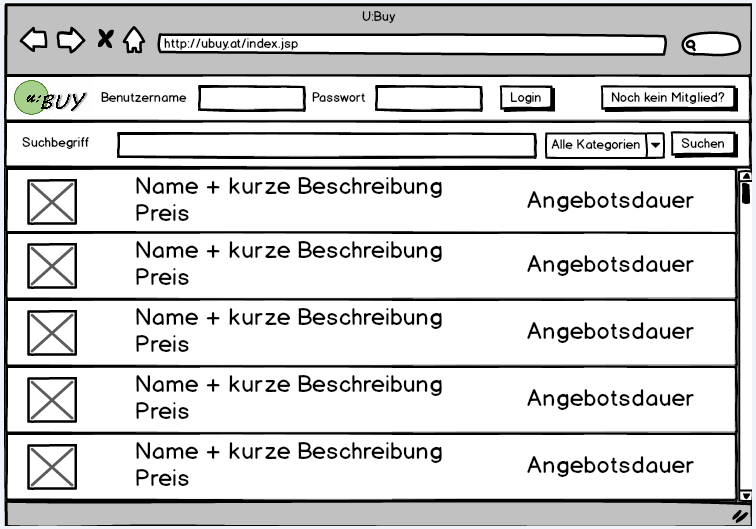 U:Buy
http://ubuy.at/index.jsp
u:BUY Benutzername Passwort Login Noch kein Mitglied?
Suchbegriff Alle Kategorien Suchen
Name + kurze Beschreibung
Preis
Angebotsdauer
Name + kurze Beschreibung
Preis
Angebotsdauer
Name + kurze Beschreibung
Preis
Angebotsdauer
Name + kurze Beschreibung
Preis
Angebotsdauer
Name + kurze Beschreibung
Preis
Angebotsdauer